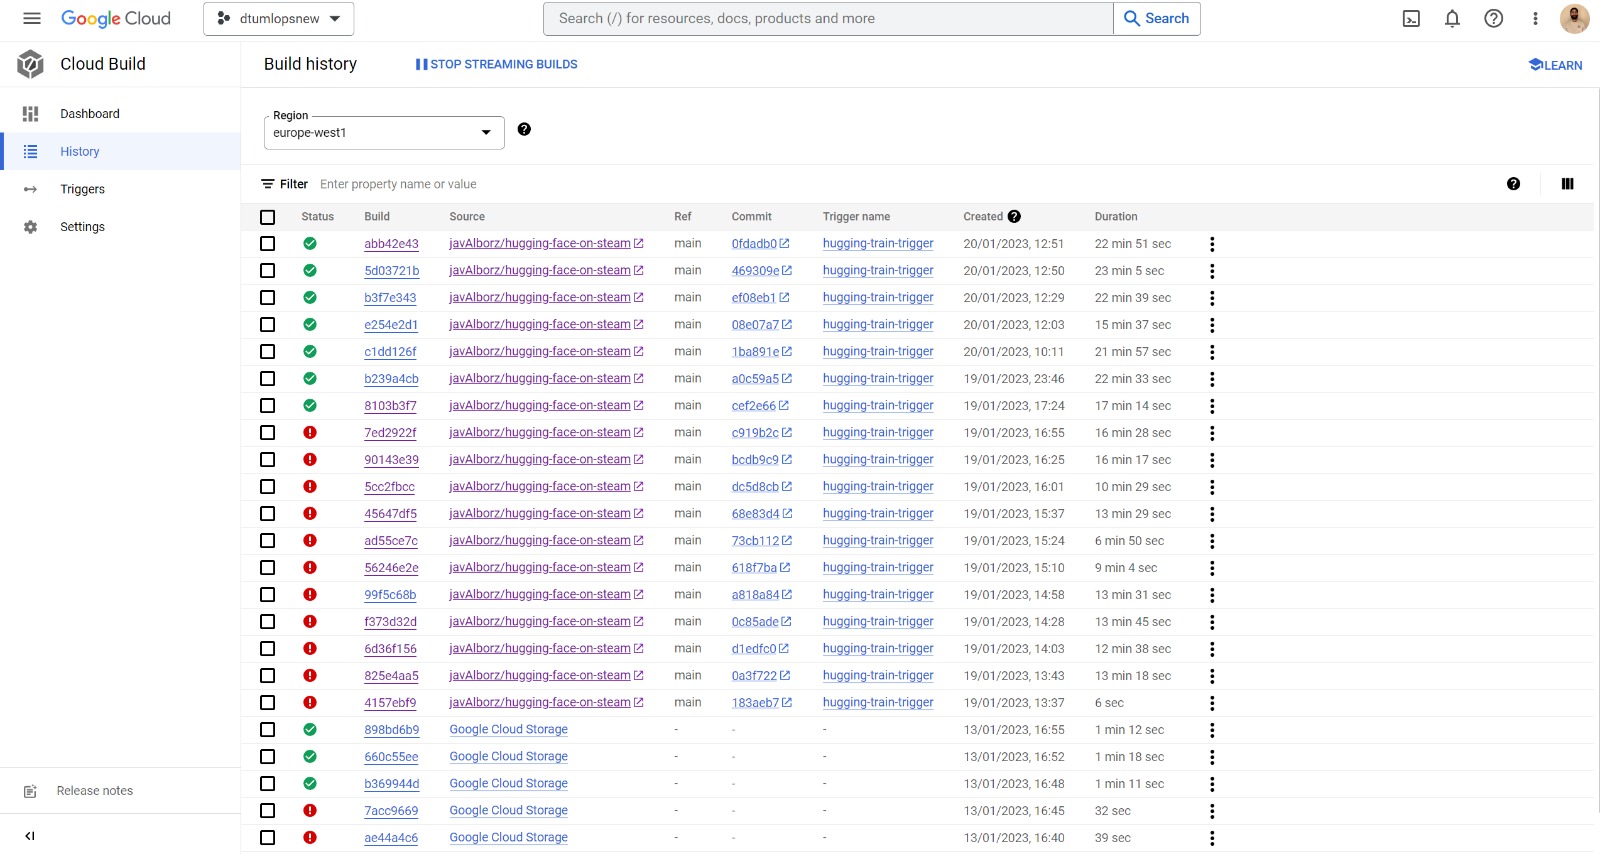 Google Cloud
dtumlopsnew
Search (/) for resources, docs, products and more
Search
Cloud Build
Build history
STOP STREAMING BUILDS
LEARN
Dashboard
History
Triggers
Settings
Release notes
Region
europe-west1
Filter Enter property name or value
Status Build Source Ref Commit Trigger name Created Duration
abb42e43 javAlborz/hugging-face-on-steam main 0fdadb0 hugging-train-trigger 20/01/2023, 12:51 22 min 51 sec
5d03721b javAlborz/hugging-face-on-steam main 469309e hugging-train-trigger 20/01/2023, 12:50 23 min 5 sec
b3f7e343 javAlborz/hugging-face-on-steam main ef08eb1 hugging-train-trigger 20/01/2023, 12:29 22 min 39 sec
e254e2d1 javAlborz/hugging-face-on-steam main 08e07a7 hugging-train-trigger 20/01/2023, 12:03 15 min 37 sec
c1dd126f javAlborz/hugging-face-on-steam main 1ba891e hugging-train-trigger 20/01/2023, 10:11 21 min 57 sec
b239a4cb javAlborz/hugging-face-on-steam main a0c59a5 hugging-train-trigger 19/01/2023, 23:46 22 min 33 sec
8103b3f7 javAlborz/hugging-face-on-steam main cef2e66 hugging-train-trigger 19/01/2023, 17:24 17 min 14 sec
7ed2922f javAlborz/hugging-face-on-steam main c919b2c hugging-train-trigger 19/01/2023, 16:55 16 min 28 sec
90143e39 javAlborz/hugging-face-on-steam main bcdb9c9 hugging-train-trigger 19/01/2023, 16:25 16 min 17 sec
5cc2fbcc javAlborz/hugging-face-on-steam main dc5d8cb hugging-train-trigger 19/01/2023, 16:01 10 min 29 sec
45647df5 javAlborz/hugging-face-on-steam main 68e83d4 hugging-train-trigger 19/01/2023, 15:37 13 min 29 sec
ad55ce7c javAlborz/hugging-face-on-steam main 73cb112 hugging-train-trigger 19/01/2023, 15:24 6 min 50 sec
56246e2e javAlborz/hugging-face-on-steam main 618f7ba hugging-train-trigger 19/01/2023, 15:10 9 min 4 sec
99f5c68b javAlborz/hugging-face-on-steam main a818a84 hugging-train-trigger 19/01/2023, 14:58 13 min 31 sec
f373d32d javAlborz/hugging-face-on-steam main 0c85ade hugging-train-trigger 19/01/2023, 14:28 13 min 45 sec
6d36f156 javAlborz/hugging-face-on-steam main d1edfc0 hugging-train-trigger 19/01/2023, 14:03 12 min 38 sec
825e4aa5 javAlborz/hugging-face-on-steam main 0a3f722 hugging-train-trigger 19/01/2023, 13:43 13 min 18 sec
4157ebf9 javAlborz/hugging-face-on-steam main 183aeb7 hugging-train-trigger 19/01/2023, 13:37 6 sec
898bd6b9 Google Cloud Storage - - - 13/01/2023, 16:55 1 min 12 sec
660c55ee Google Cloud Storage - - - 13/01/2023, 16:52 1 min 18 sec
b369944d Google Cloud Storage - - - 13/01/2023, 16:48 1 min 11 sec
7acc9669 Google Cloud Storage - - - 13/01/2023, 16:45 32 sec
ae44a4c6 Google Cloud Storage - - - 13/01/2023, 16:40 39 sec